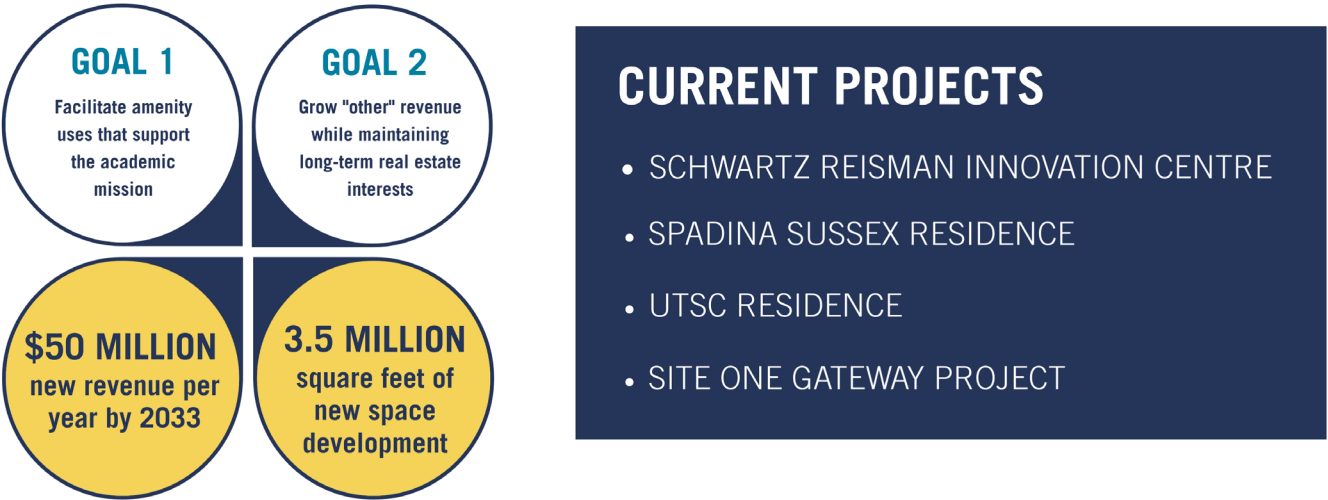 GOAL 1
Facilitate amenity
uses that support
the academic
mission
GOAL 2
Grow "other" revenue
while maintaining
long-term real estate
interests
$50 MILLION
new revenue per
year by 2033
3.5 MILLION
square feet of
new space
development
CURRENT PROJECTS
• SCHWARTZ REISMAN INNOVATION CENTRE
• SPADINA SUSSEX RESIDENCE
• UTSC RESIDENCE
• SITE ONE GATEWAY PROJECT